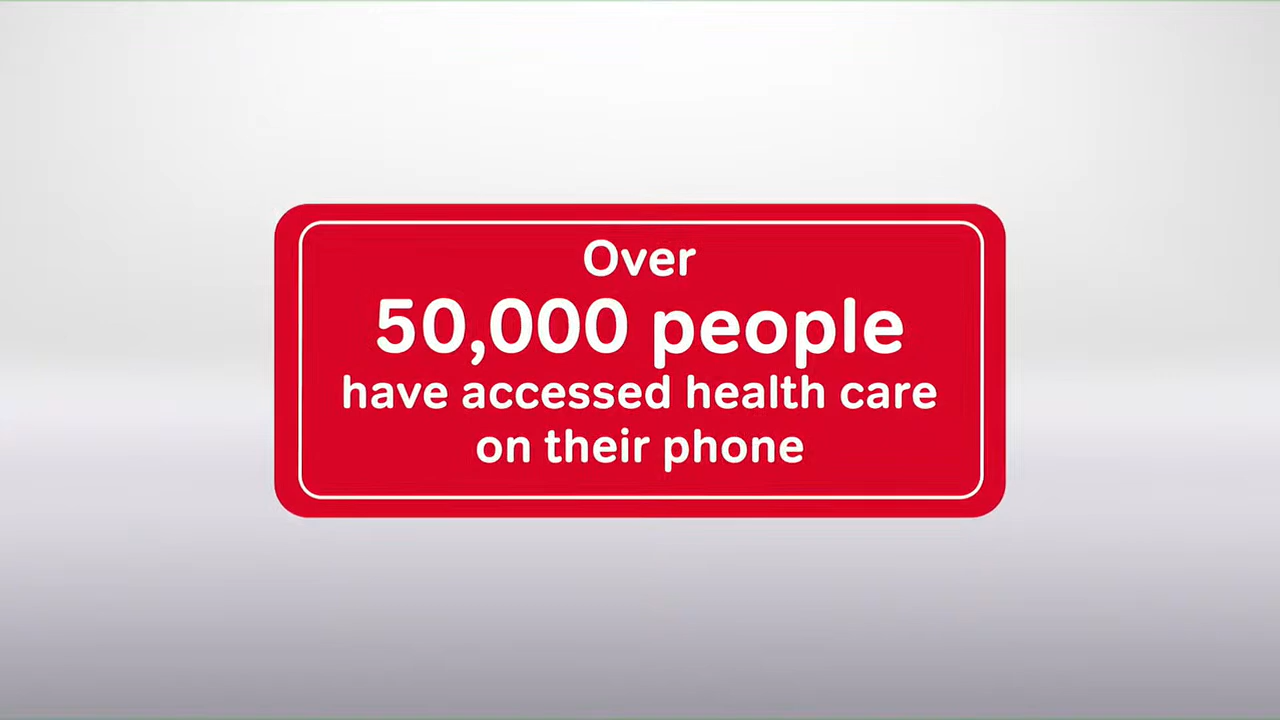 Over
50,000 people
have accessed health care
on their phone